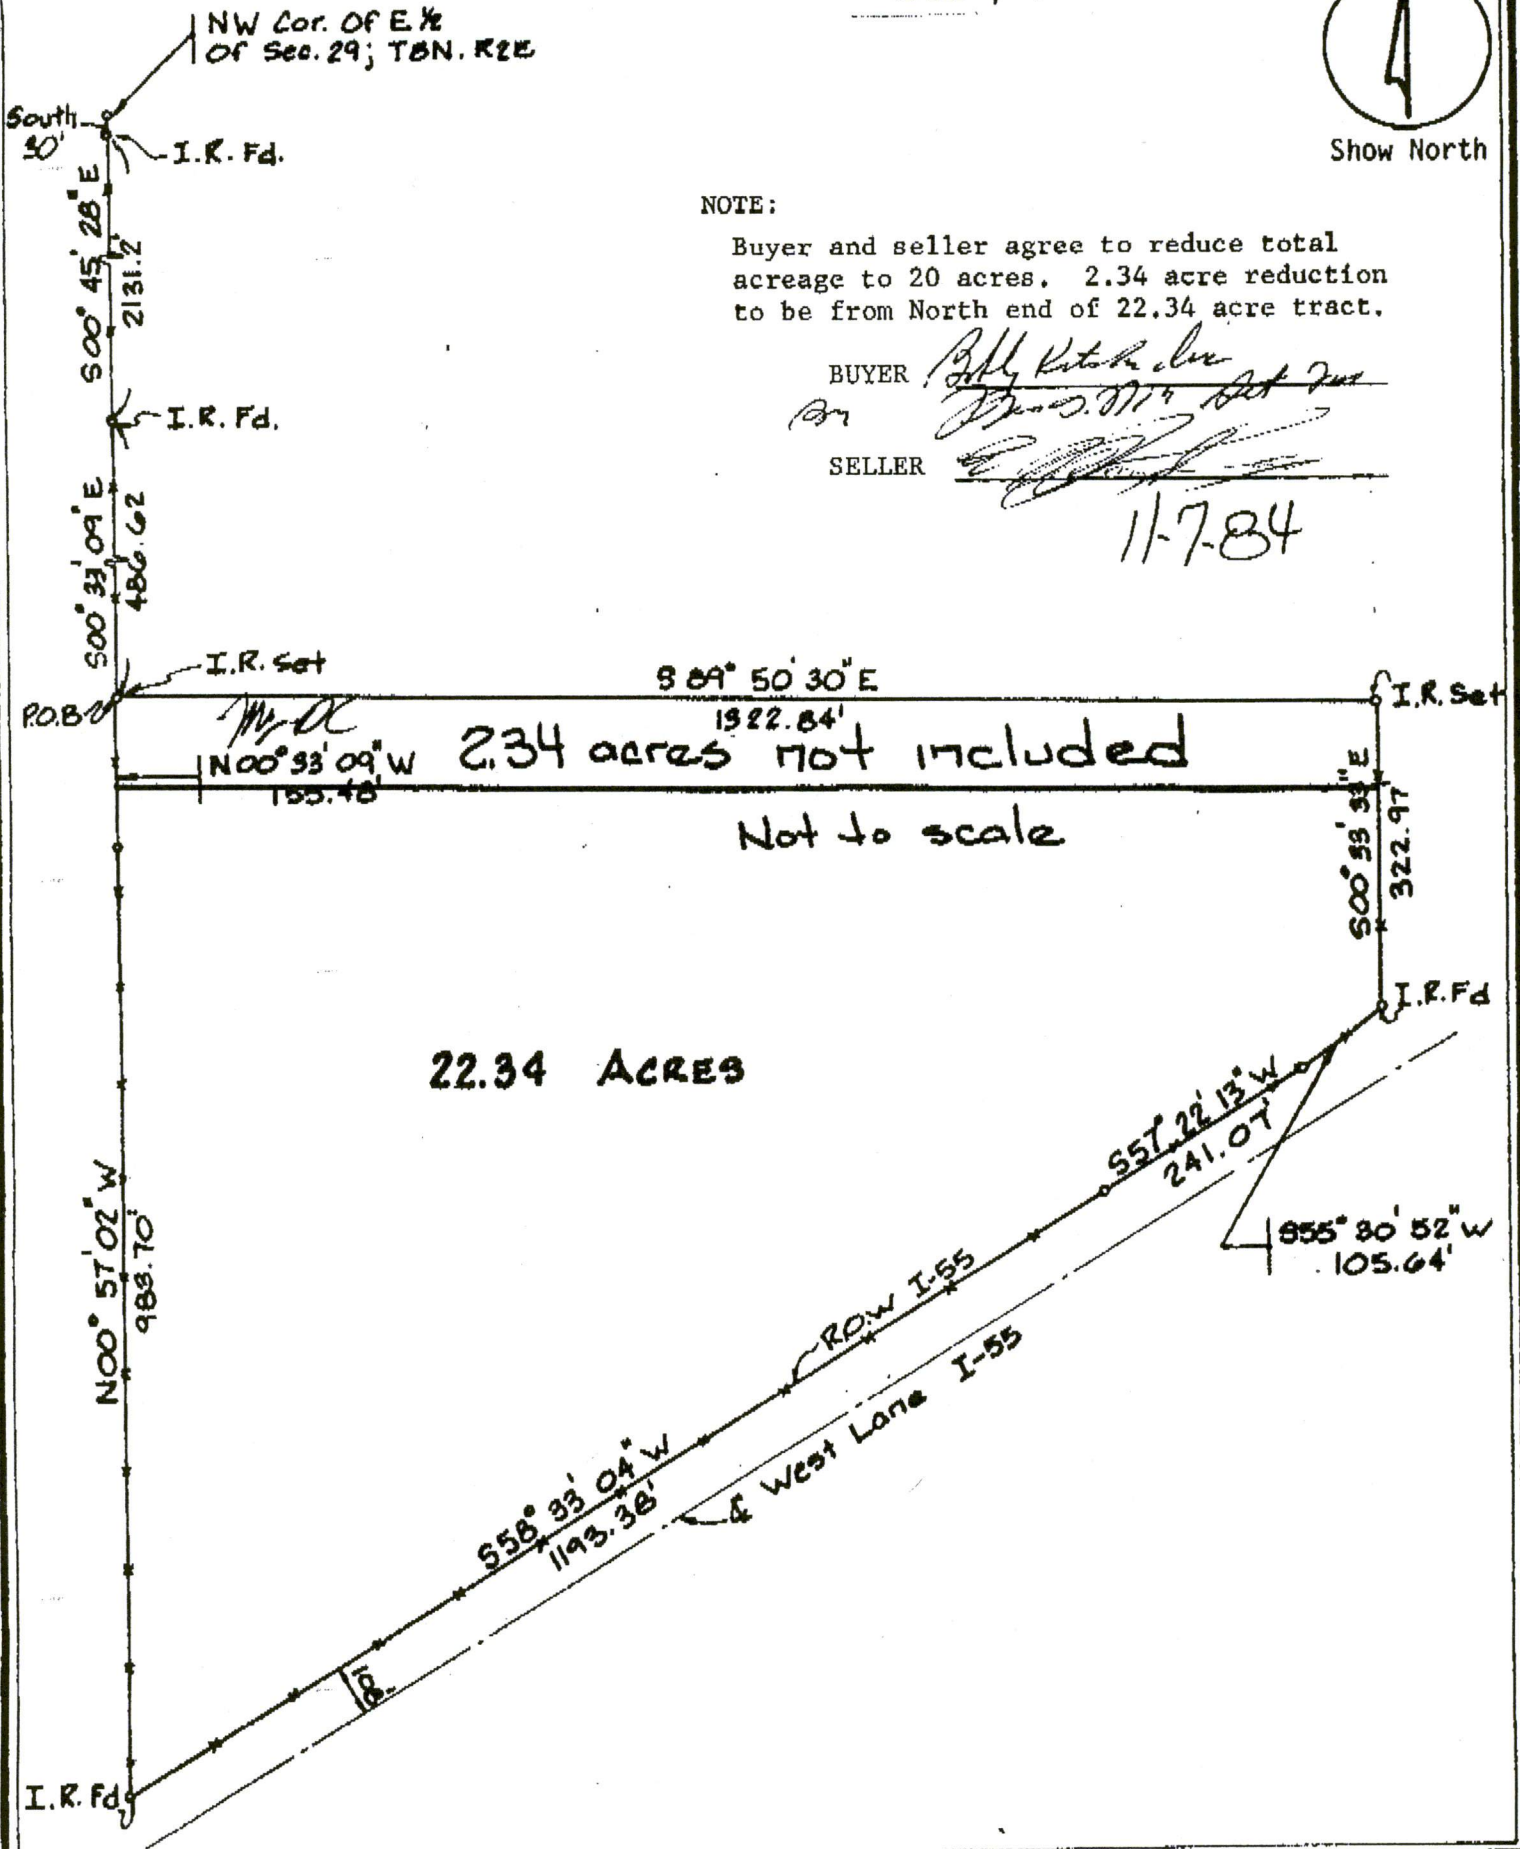 NW Cor. Of E ½
Of Sec. 29; T8N. R2E
South
30'
I.R. Fd.
Show North
S 00° 45' 28" E
2131.2'
NOTE:
Buyer and seller agree to reduce total
acreage to 20 acres. 2.34 acre reduction
to be from North end of 22.34 acre tract.
BUYER
By
SELLER
11-7-84
I.R. Fd.
S00° 33' 09" E
486.62
I.R. Set
P.O.B
S 89° 50' 30" E
1322.84'
I.R. Set
N00° 33' 09" W
155.48'
2.34 acres not included
Not to scale
S00° 33' 33" E
322.97
I.R. Fd
22.34 ACRES
S57° 22' 13" W
241.07'
S55° 30' 52" W
105.64'
N00° 57' 02" W
983.70'
R.O.W I-55
West Lane I-55
S58° 33' 04" W
1193.38'
I.R. Fd.